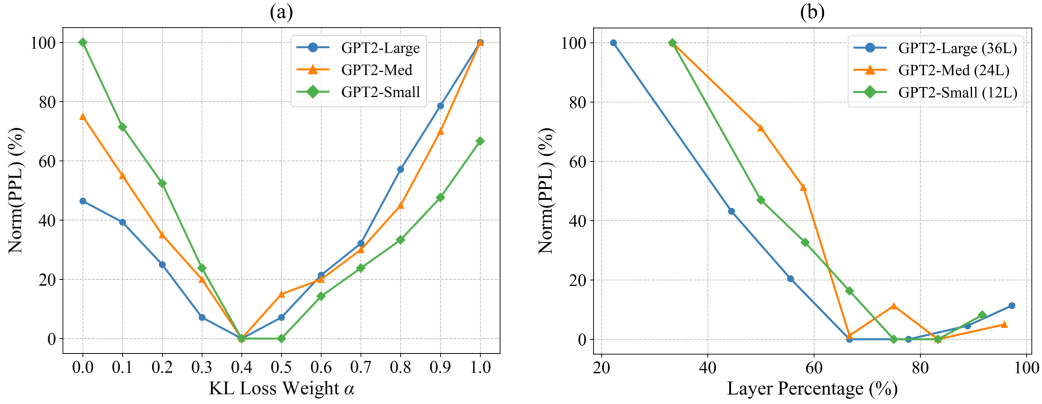 (a)
Norm(PPL) (%)
100
80
60
40
20
0
GPT2-Large
GPT2-Med
GPT2-Small
0.0 0.1 0.2 0.3 0.4 0.5 0.6 0.7 0.8 0.9 1.0
KL Loss Weight α
(b)
Norm(PPL) (%)
100
80
60
40
20
0
GPT2-Large (36L)
GPT2-Med (24L)
GPT2-Small (12L)
20 40 60 80 100
Layer Percentage (%)